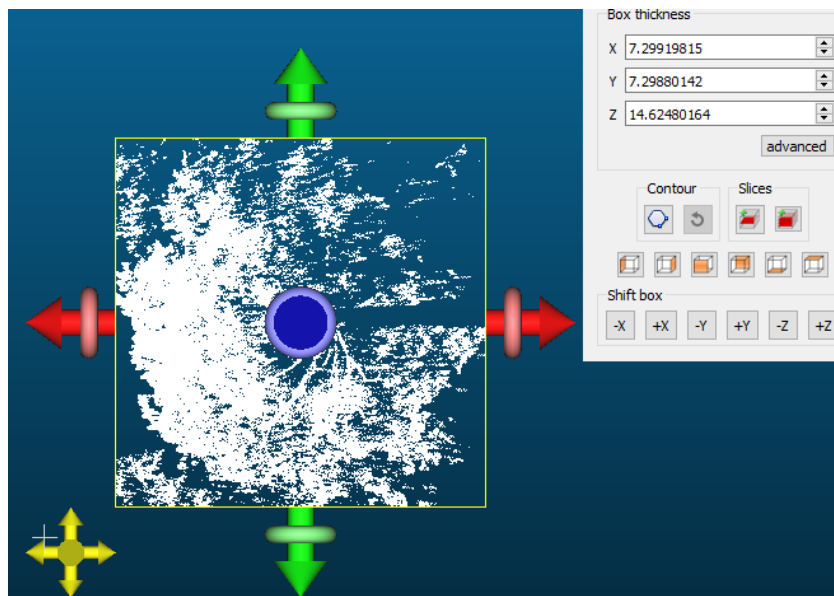 Box thickness
X 7.29919815
Y 7.29880142
Z 14.62480164
advanced
Contour Slices
Shift box
-X +X -Y +Y -Z +Z